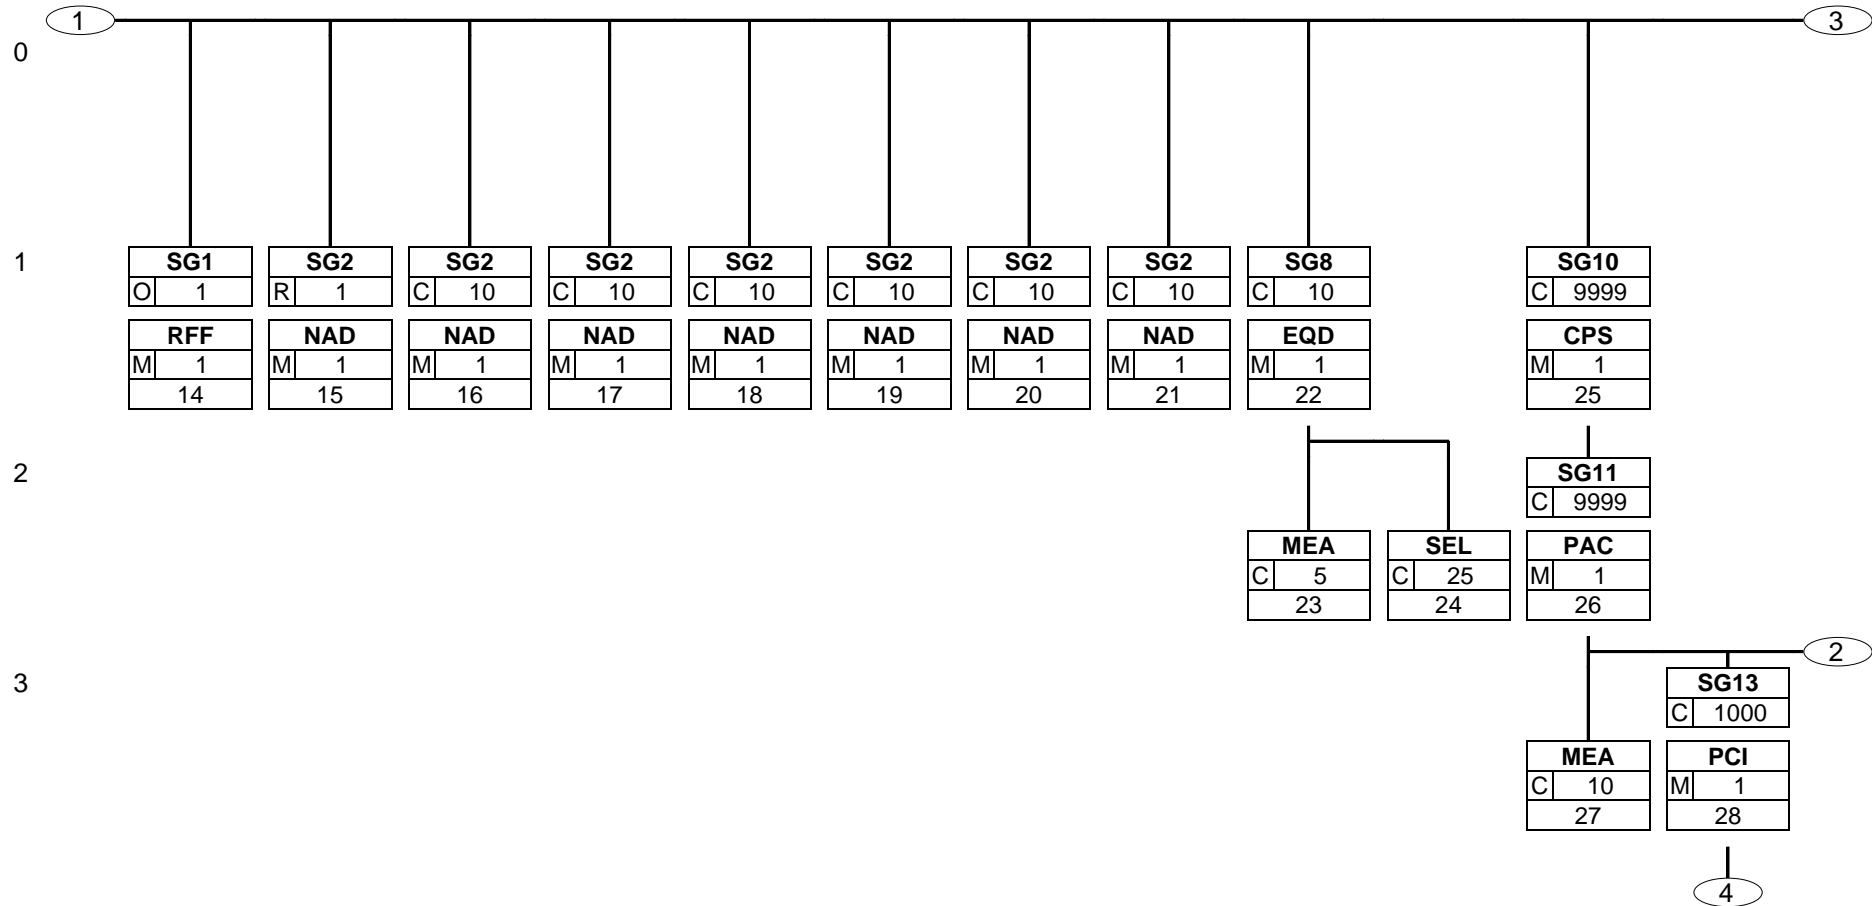 1 3
0
1
SG1 SG2 SG2 SG2 SG2 SG2 SG2 SG2 SG8 SG10
O 1 R 1 C 10 C 10 C 10 C 10 C 10 C 10 C 10 C 9999
RFF NAD NAD NAD NAD NAD NAD NAD EQD CPS
M 1 M 1 M 1 M 1 M 1 M 1 M 1 M 1 M 1 M 1
14 15 16 17 18 19 20 21 22 25
2
SG11
C 9999
MEA SEL PAC
C 5 C 25 M 1
23 24 26
2
3
SG13
C 1000
MEA PCI
C 10 M 1
27 28
4